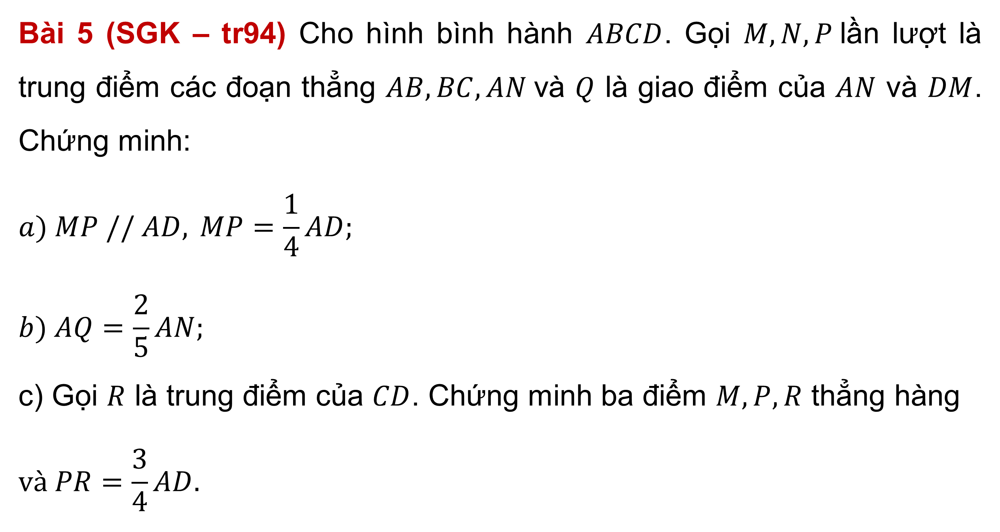 Bài 5 (SGK – tr94) Cho hình bình hành ABCD. Gọi M, N, P lần lượt là
trung điểm các đoạn thẳng AB, BC, AN và Q là giao điểm của AN và DM.
Chứng minh:
a) MP // AD, MP = 1/4 AD;
b) AQ = 2/5 AN;
c) Gọi R là trung điểm của CD. Chứng minh ba điểm M, P, R thẳng hàng
và PR = 3/4 AD.